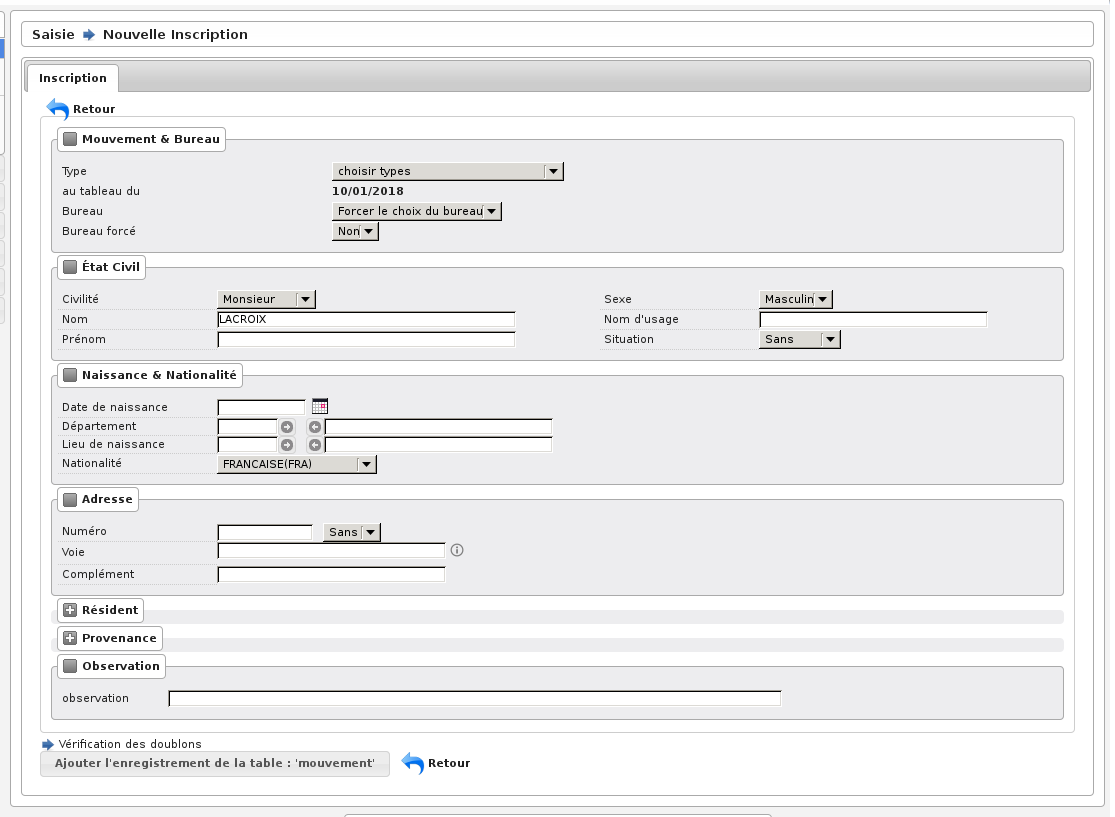 Saisie Nouvelle Inscription
Inscription
Retour
Mouvement & Bureau
Type choisir types
au tableau du 10/01/2018
Bureau Forcer le choix du bureau
Bureau forcé Non
État Civil
Civilité Monsieur Sexe Masculin
Nom LACROIX Nom d'usage
Prénom Situation Sans
Naissance & Nationalité
Date de naissance
Département
Lieu de naissance
Nationalité FRANCAISE(FRA)
Adresse
Numéro Sans
Voie
Complément
Résident
Provenance
Observation
observation
Vérification des doublons
Ajouter l'enregistrement de la table : 'mouvement' Retour